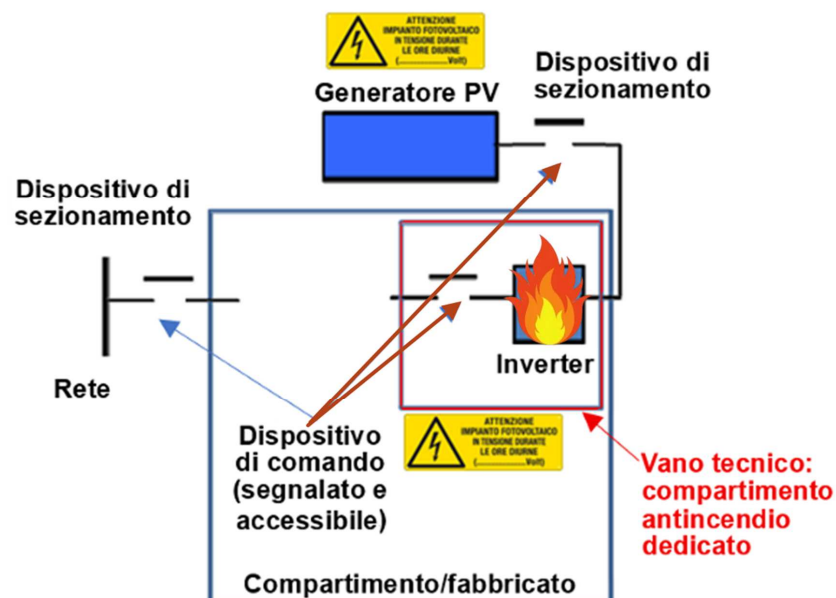 ATTENZIONE
IMPIANTO FOTOVOLTAICO
IN TENSIONE DURANTE
LE ORE DIURNE
(....................Volt)
Generatore PV
Dispositivo di
sezionamento
Dispositivo di
sezionamento
Rete
Inverter
Dispositivo
di comando
(segnalato e
accessibile)
ATTENZIONE
IMPIANTO FOTOVOLTAICO
IN TENSIONE DURANTE
LE ORE DIURNE
(....................Volt)
Vano tecnico:
compartimento
antincendio
dedicato
Compartimento/fabbricato